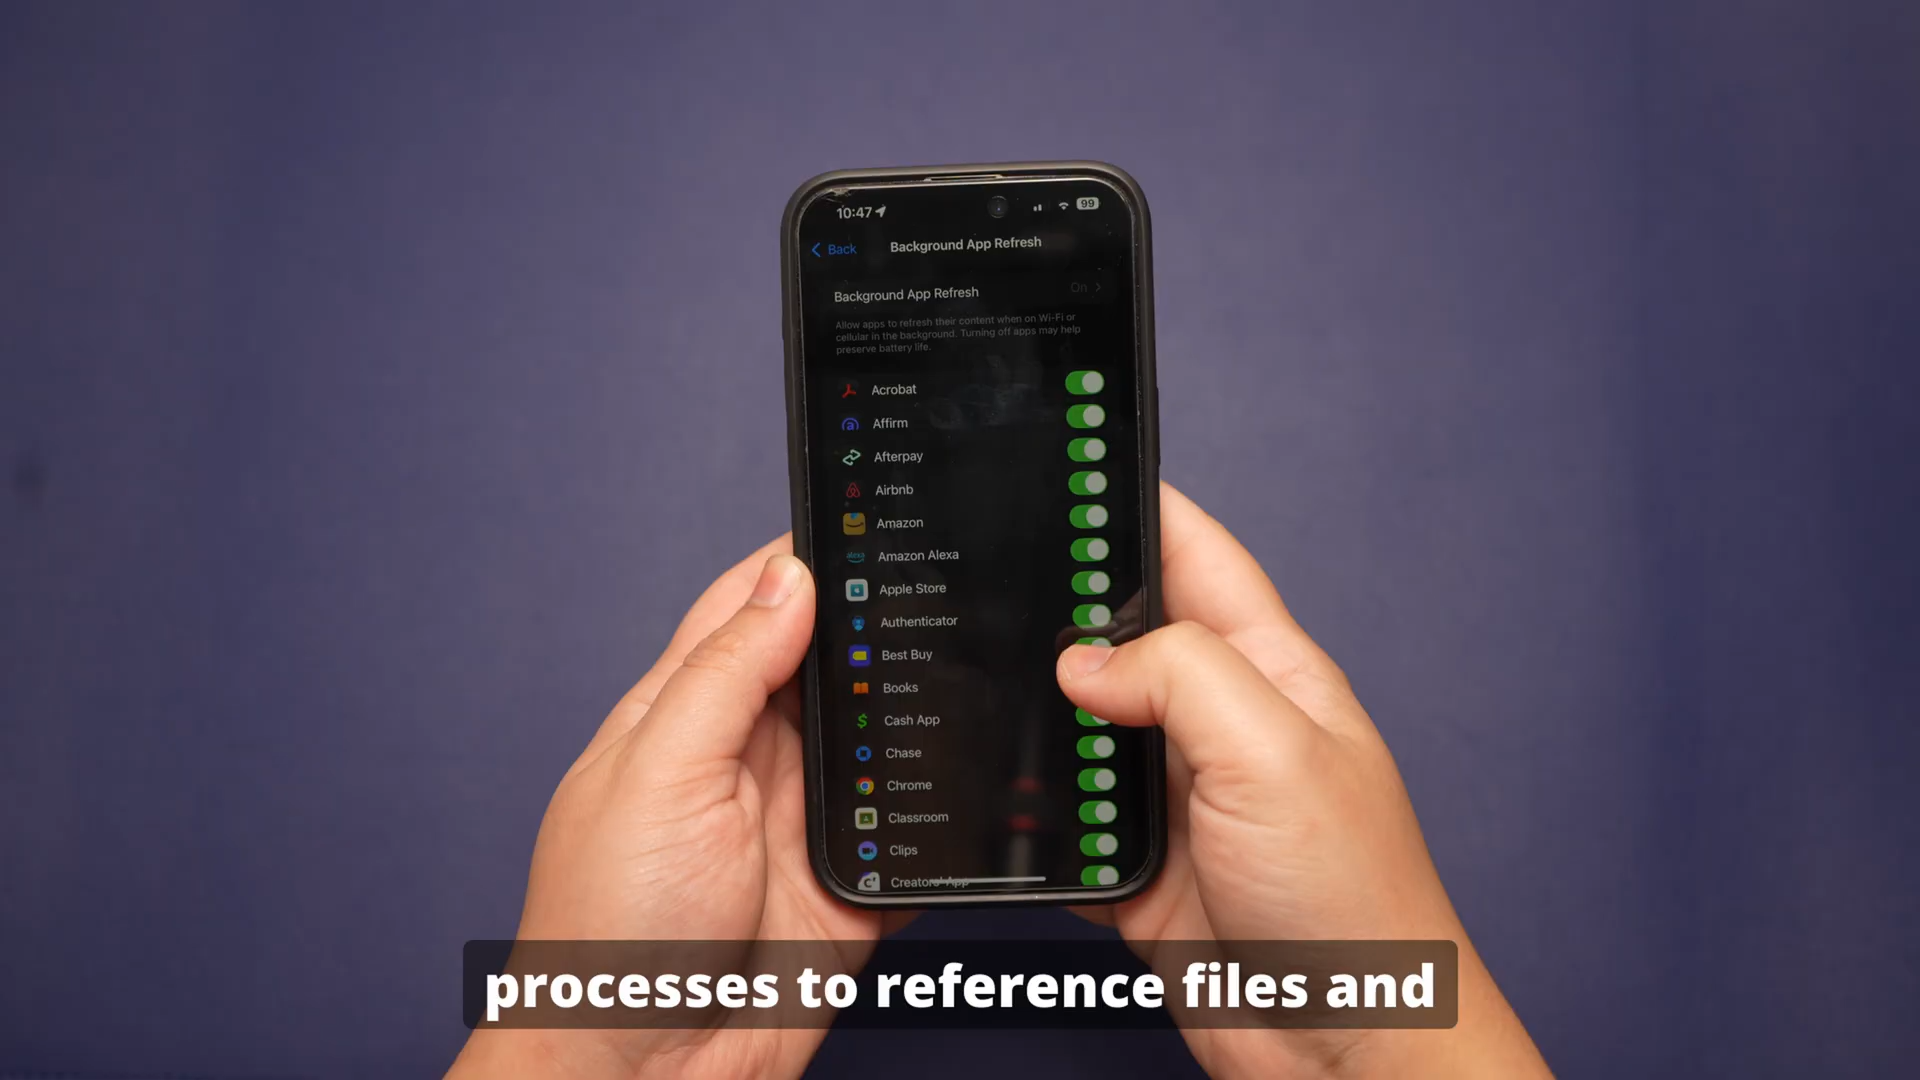 10:47
99
Back
Background App Refresh
Background App Refresh
On
Allow apps to refresh their content when on Wi-Fi or
cellular in the background. Turning off apps may help
preserve battery life.
Acrobat
Affirm
Afterpay
Airbnb
Amazon
alexa
Amazon Alexa
Apple Store
Authenticator
Best Buy
Books
Cash App
Chase
Chrome
Classroom
Clips
Creators' App
processes to reference files and